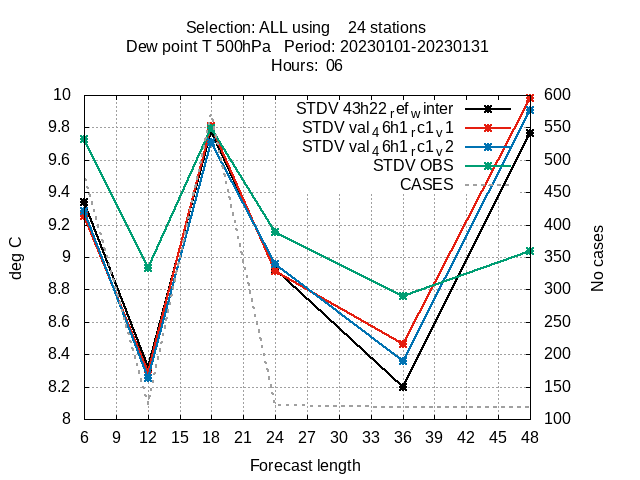 Selection: ALL using    24 stations
Dew point T 500hPa   Period: 20230101-20230131
Hours:  06
STDV 43h22_ref_winter
STDV val_46h1_rc1_v1
STDV val_46h1_rc1_v2
STDV OBS
CASES
10
9.8
9.6
9.4
9.2
9
8.8
8.6
8.4
8.2
8
deg C
600
550
500
450
400
350
300
250
200
150
100
No cases
6 9 12 15 18 21 24 27 30 33 36 39 42 45 48
Forecast length